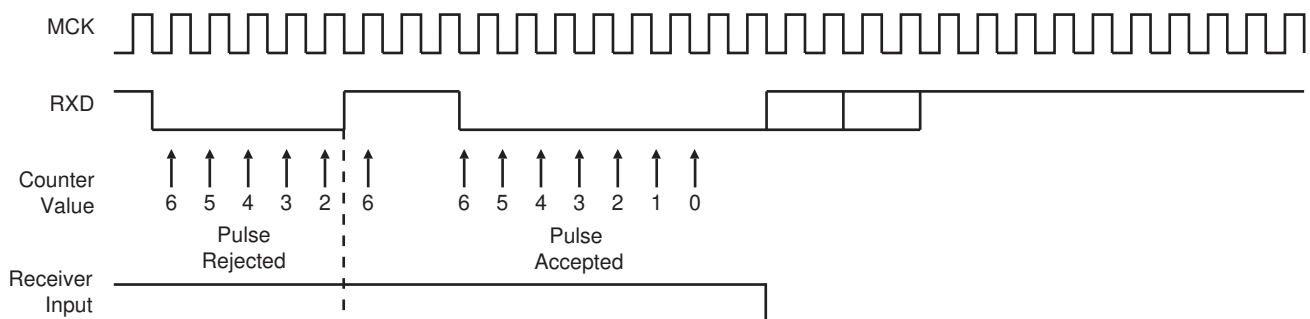 MCK
RXD
Counter
Value
6 5 4 3 2 6 6 5 4 3 2 1 0
Pulse
Rejected
Pulse
Accepted
Receiver
Input